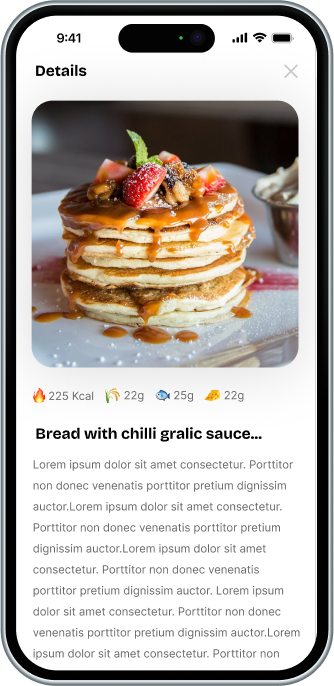 9:41
Details
225 Kcal 22g 25g 22g
Bread with chilli gralic sauce...
Lorem ipsum dolor sit amet consectetur. Porttitor
non donec venenatis porttitor pretium dignissim
auctor.Lorem ipsum dolor sit amet consectetur.
Porttitor non donec venenatis porttitor pretium
dignissim auctor.Lorem ipsum dolor sit amet
consectetur. Porttitor non donec venenatis
porttitor pretium dignissim auctor. Lorem ipsum
dolor sit amet consectetur. Porttitor non donec
venenatis porttitor pretium dignissim auctor.Lorem
ipsum dolor sit amet consectetur. Porttitor non